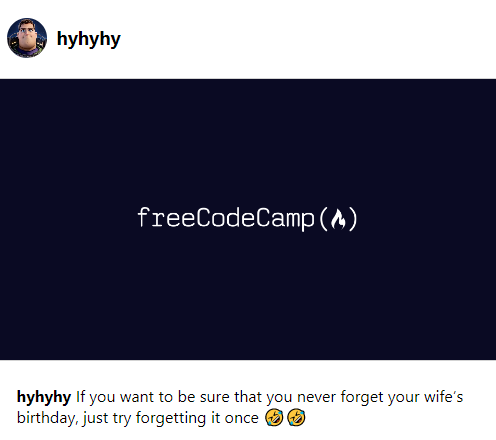 hyhyhy
freeCodeCamp(🔥)
hyhyhy If you want to be sure that you never forget your wife’s
birthday, just try forgetting it once 🤣🤣